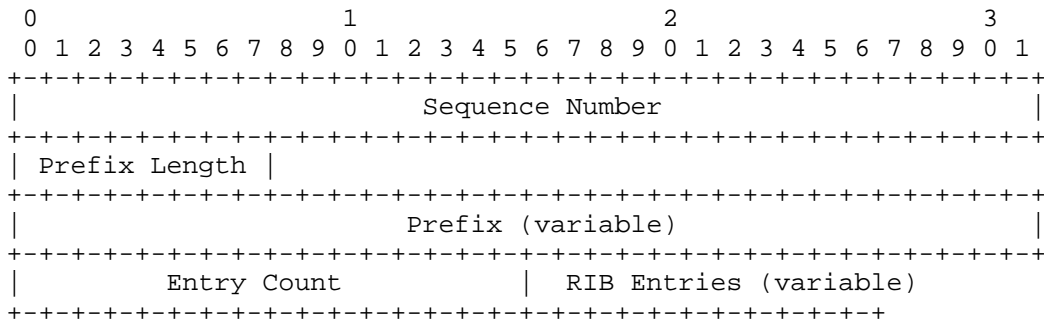 0                   1                   2                   3
 0 1 2 3 4 5 6 7 8 9 0 1 2 3 4 5 6 7 8 9 0 1 2 3 4 5 6 7 8 9 0 1
+-+-+-+-+-+-+-+-+-+-+-+-+-+-+-+-+-+-+-+-+-+-+-+-+-+-+-+-+-+-+-+-+
|                         Sequence Number                       |
+-+-+-+-+-+-+-+-+-+-+-+-+-+-+-+-+-+-+-+-+-+-+-+-+-+-+-+-+-+-+-+-+
| Prefix Length |
+-+-+-+-+-+-+-+-+-+-+-+-+-+-+-+-+-+-+-+-+-+-+-+-+-+-+-+-+-+-+-+-+
|                        Prefix (variable)                      |
+-+-+-+-+-+-+-+-+-+-+-+-+-+-+-+-+-+-+-+-+-+-+-+-+-+-+-+-+-+-+-+-+
|         Entry Count           |  RIB Entries (variable)
+-+-+-+-+-+-+-+-+-+-+-+-+-+-+-+-+-+-+-+-+-+-+-+-+-+-+-+